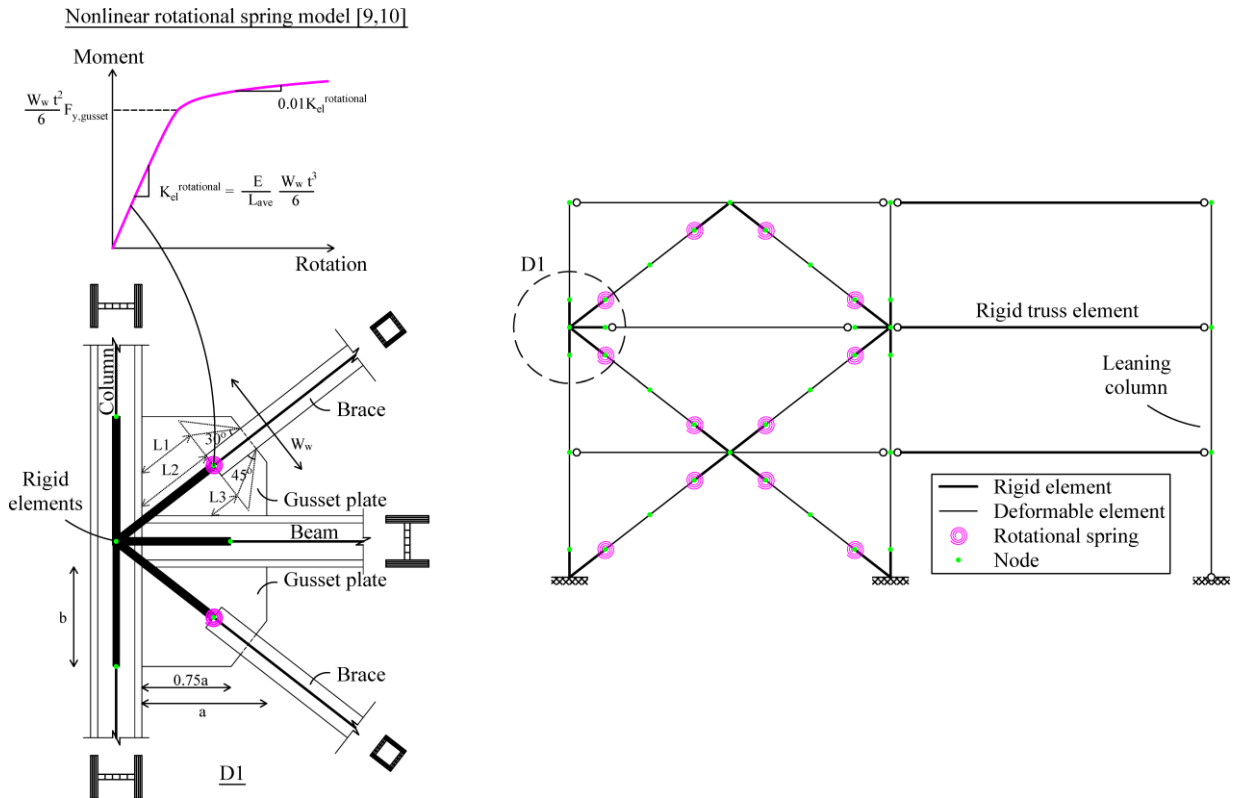 Nonlinear rotational spring model [9,10]
Moment
W_w t^2 / 6 F_y,gusset
0.01K_el^rotational
K_el^rotational = E / L_ave W_w t^3 / 6
Rotation
D1
Rigid truss element
Leaning
column
Column
Brace
L1
30°
W_w
L2
45°
L3
Gusset plate
Rigid
elements
Beam
Gusset plate
b
Brace
0.75a
a
D1
Rigid element
Deformable element
Rotational spring
Node